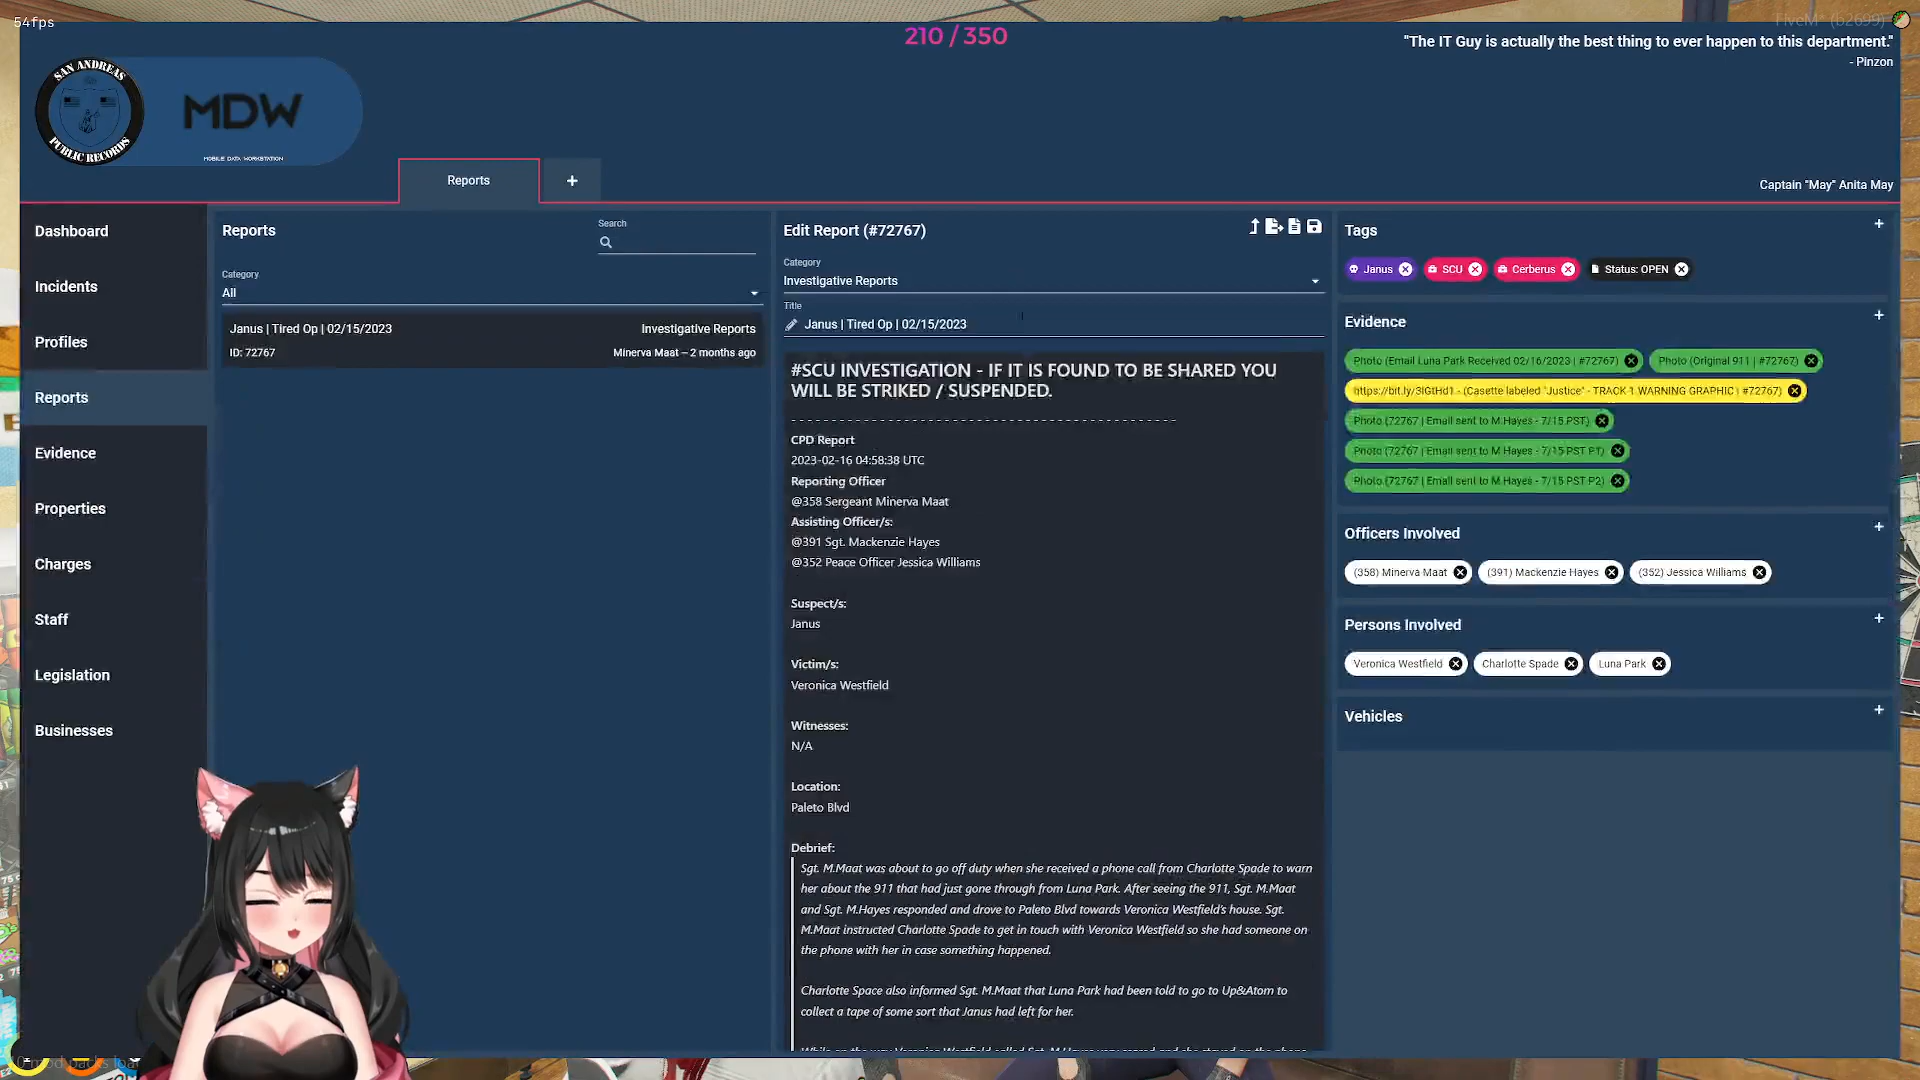 54fps
210 / 350
FiveM* (b2699)
"The IT Guy is actually the best thing to ever happen to this department."
- Pinzon
SAN ANDREAS
PUBLIC RECORDS
MDW
MOBILE DATA WORKSTATION
Reports
+
Captain "May" Anita May
Dashboard
Incidents
Profiles
Reports
Evidence
Properties
Charges
Staff
Legislation
Businesses
Reports
Search
Category
All
Janus | Tired Op | 02/15/2023
Investigative Reports
ID: 72767
Minerva Maat – 2 months ago
Edit Report (#72767)
Category
Investigative Reports
Title
Janus | Tired Op | 02/15/2023
#SCU INVESTIGATION - IF IT IS FOUND TO BE SHARED YOU
WILL BE STRIKED / SUSPENDED.
CPD Report
2023-02-16 04:58:38 UTC
Reporting Officer
@358 Sergeant Minerva Maat
Assisting Officer/s:
@391 Sgt. Mackenzie Hayes
@352 Peace Officer Jessica Williams
Suspect/s:
Janus
Victim/s:
Veronica Westfield
Witnesses:
N/A
Location:
Paleto Blvd
Debrief:
Sgt. M.Maat was about to go off duty when she received a phone call from Charlotte Spade to warn
her about the 911 that had just gone through from Luna Park. After seeing the 911, Sgt. M.Maat
and Sgt. M.Hayes responded and drove to Paleto Blvd towards Veronica Westfield's house. Sgt.
M.Maat instructed Charlotte Spade to get in touch with Veronica Westfield so she had someone on
the phone with her in case something happened.
Charlotte Space also informed Sgt. M.Maat that Luna Park had been told to go to Up&Atom to
collect a tape of some sort that Janus had left for her.
Tags
Janus
SCU
Cerberus
Status: OPEN
Evidence
Photo (Email Luna Park Received 02/16/2023 | #72767)
Photo (Original 911 | #72767)
https://bit.ly/3lGtHd1 - (Casette labeled "Justice" - TRACK 1 WARNING GRAPHIC | #72767)
Photo (72767 | Email sent to M.Hayes - 7/15 PST)
Photo (72767 | Email sent to M.Hayes - 7/15 PST P1)
Photo (72767 | Email sent to M.Hayes - 7/15 PST P2)
Officers Involved
(358) Minerva Maat
(391) Mackenzie Hayes
(352) Jessica Williams
Persons Involved
Veronica Westfield
Charlotte Spade
Luna Park
Vehicles